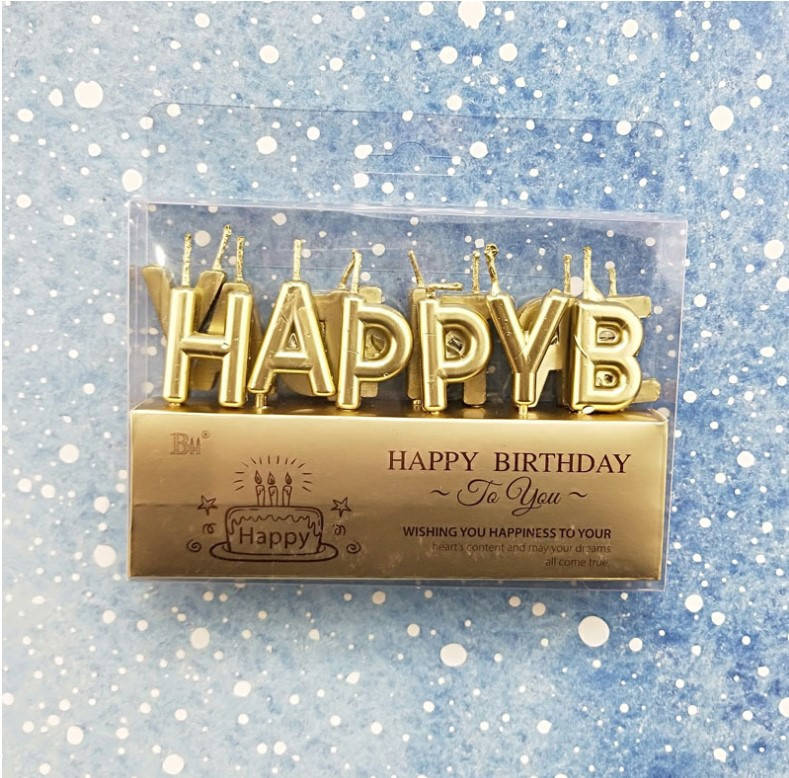 HAPPYB
HAPPY BIRTHDAY
~ To You ~
Happy
WISHING YOU HAPPINESS TO YOUR
heart's content and may your dreams
all come true.